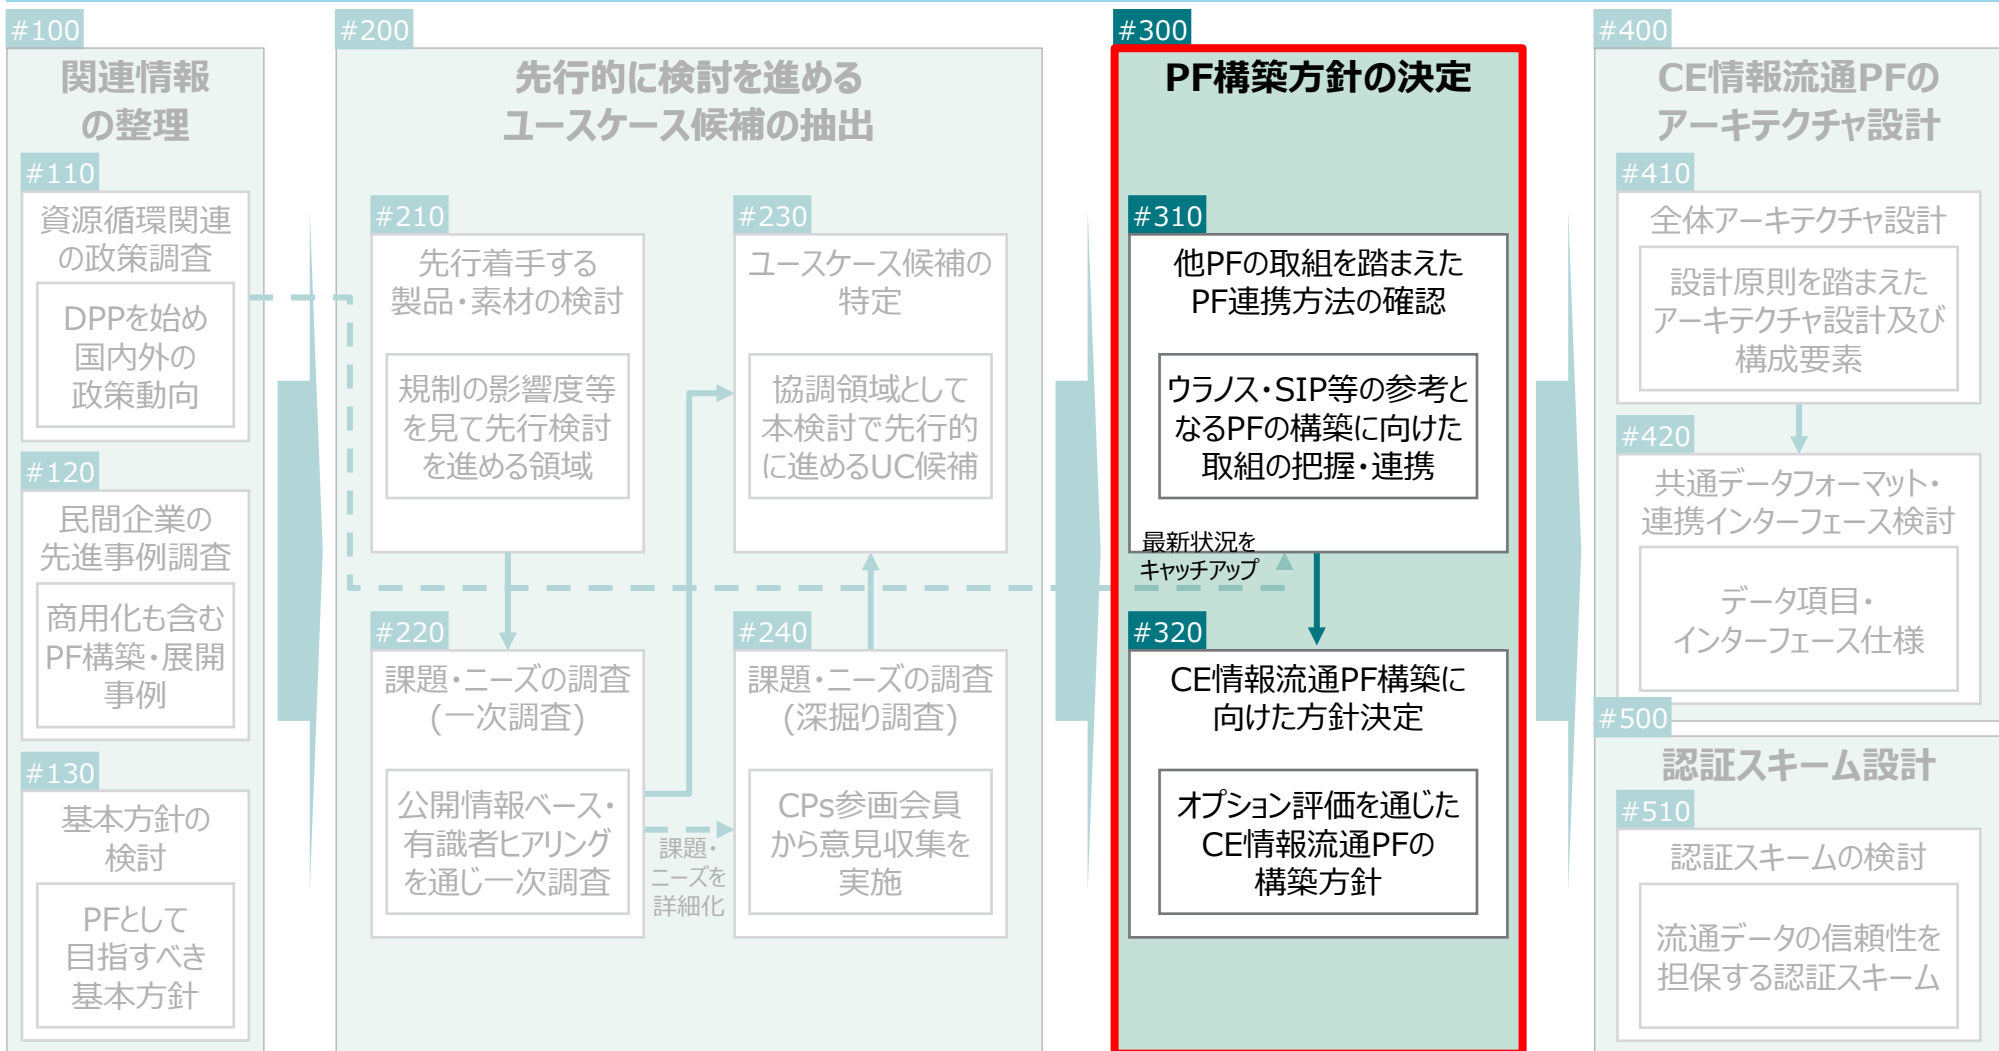 #100
関連情報
の整理
#110
資源循環関連
の政策調査
DPPを始め
国内外の
政策動向
#120
民間企業の
先進事例調査
商用化も含む
PF構築・展開
事例
#130
基本方針の
検討
PFとして
目指すべき
基本方針
#200
先行的に検討を進める
ユースケース候補の抽出
#210
先行着手する
製品・素材の検討
規制の影響度等
を見て先行検討
を進める領域
#220
課題・ニーズの調査
(一次調査)
公開情報ベース・
有識者ヒアリング
を通じ一次調査
課題・
ニーズを
詳細化
#230
ユースケース候補の
特定
協調領域として
本検討で先行的
に進めるUC候補
#240
課題・ニーズの調査
(深掘り調査)
CPs参画会員
から意見収集を
実施
#300
PF構築方針の決定
#310
他PFの取組を踏まえた
PF連携方法の確認
ウラノス・SIP等の参考と
なるPFの構築に向けた
取組の把握・連携
最新状況を
キャッチアップ
#320
CE情報流通PF構築に
向けた方針決定
オプション評価を通じた
CE情報流通PFの
構築方針
#400
CE情報流通PFの
アーキテクチャ設計
#410
全体アーキテクチャ設計
設計原則を踏まえた
アーキテクチャ設計及び
構成要素
#420
共通データフォーマット・
連携インターフェース検討
データ項目・
インターフェース仕様
#500
認証スキーム設計
#510
認証スキームの検討
流通データの信頼性を
担保する認証スキーム